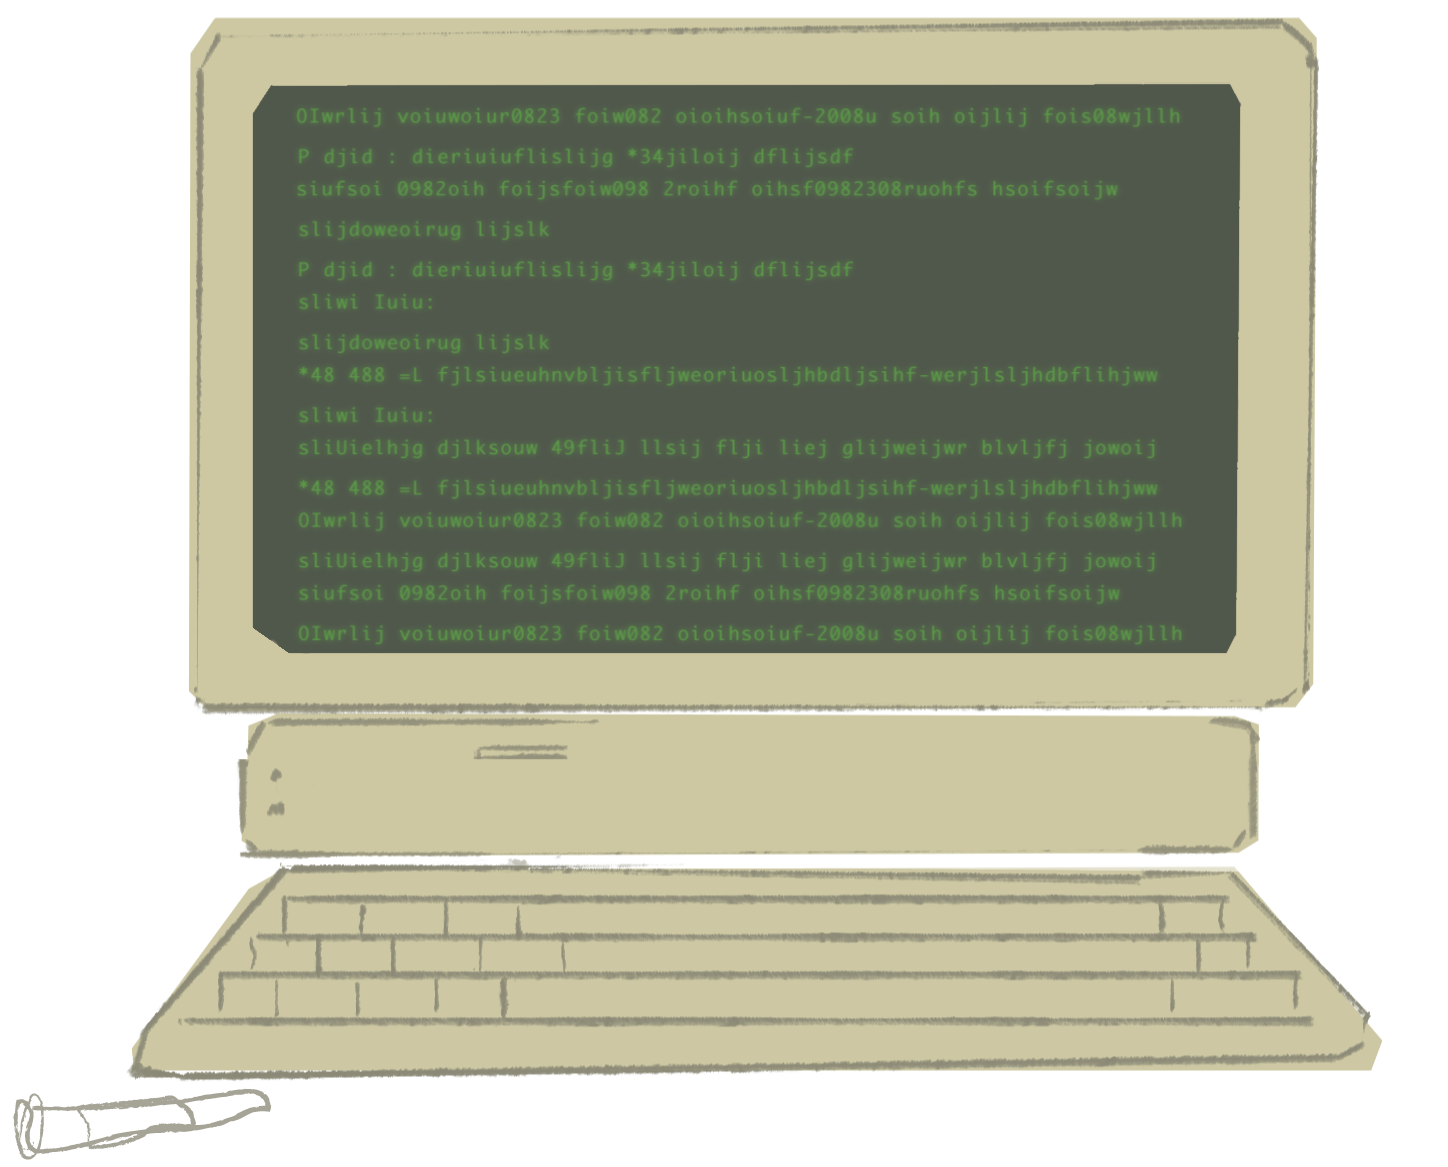 OIwrlij voiuwoiur0823 foiw082 oioihsoiuf-2008u soih oijlij fois08wjllh
P djid : dieriuiuflislijg *34jiloij dflijsdf
siufsoi 0982oih foijsfoiw098 2roihf oihsf0982308ruohfs hsoifsoijw
slijdoweoirug lijslk
P djid : dieriuiuflislijg *34jiloij dflijsdf
sliwi Iuiu:
slijdoweoirug lijslk
*48 488 =L fjlsiueuhnvbljisfljweoriuosljhbdljsihf-werjlsljhdbflihjww
sliwi Iuiu:
sliUielhjg djlksouw 49fliJ llsij flji liej glijweijwr blvljfj jowoij
*48 488 =L fjlsiueuhnvbljisfljweoriuosljhbdljsihf-werjlsljhdbflihjww
OIwrlij voiuwoiur0823 foiw082 oioihsoiuf-2008u soih oijlij fois08wjllh
sliUielhjg djlksouw 49fliJ llsij flji liej glijweijwr blvljfj jowoij
siufsoi 0982oih foijsfoiw098 2roihf oihsf0982308ruohfs hsoifsoijw
OIwrlij voiuwoiur0823 foiw082 oioihsoiuf-2008u soih oijlij fois08wjllh